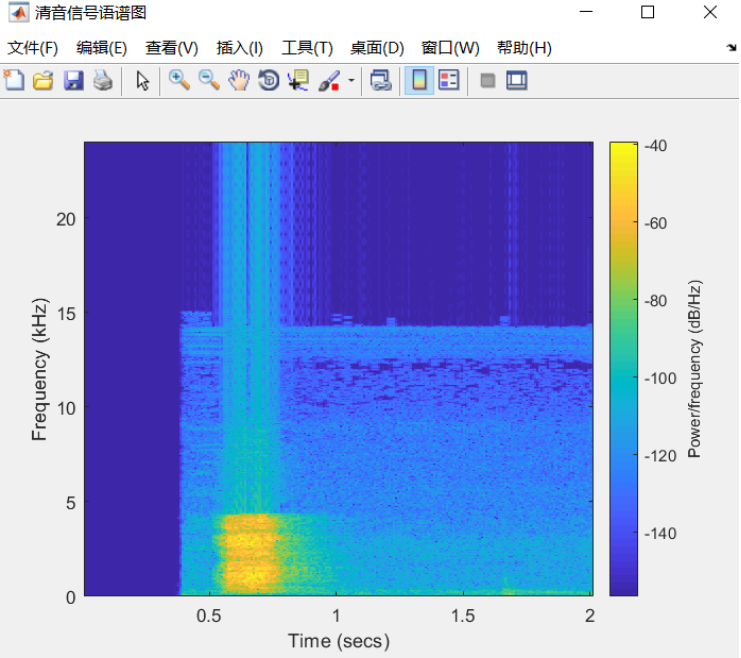 清音信号语谱图
文件(F) 编辑(E) 查看(V) 插入(I) 工具(T) 桌面(D) 窗口(W) 帮助(H)
20
15
10
5
0
Frequency (kHz)
0.5 1 1.5 2
Time (secs)
-40
-60
-80
-100
-120
-140
Power/frequency (dB/Hz)